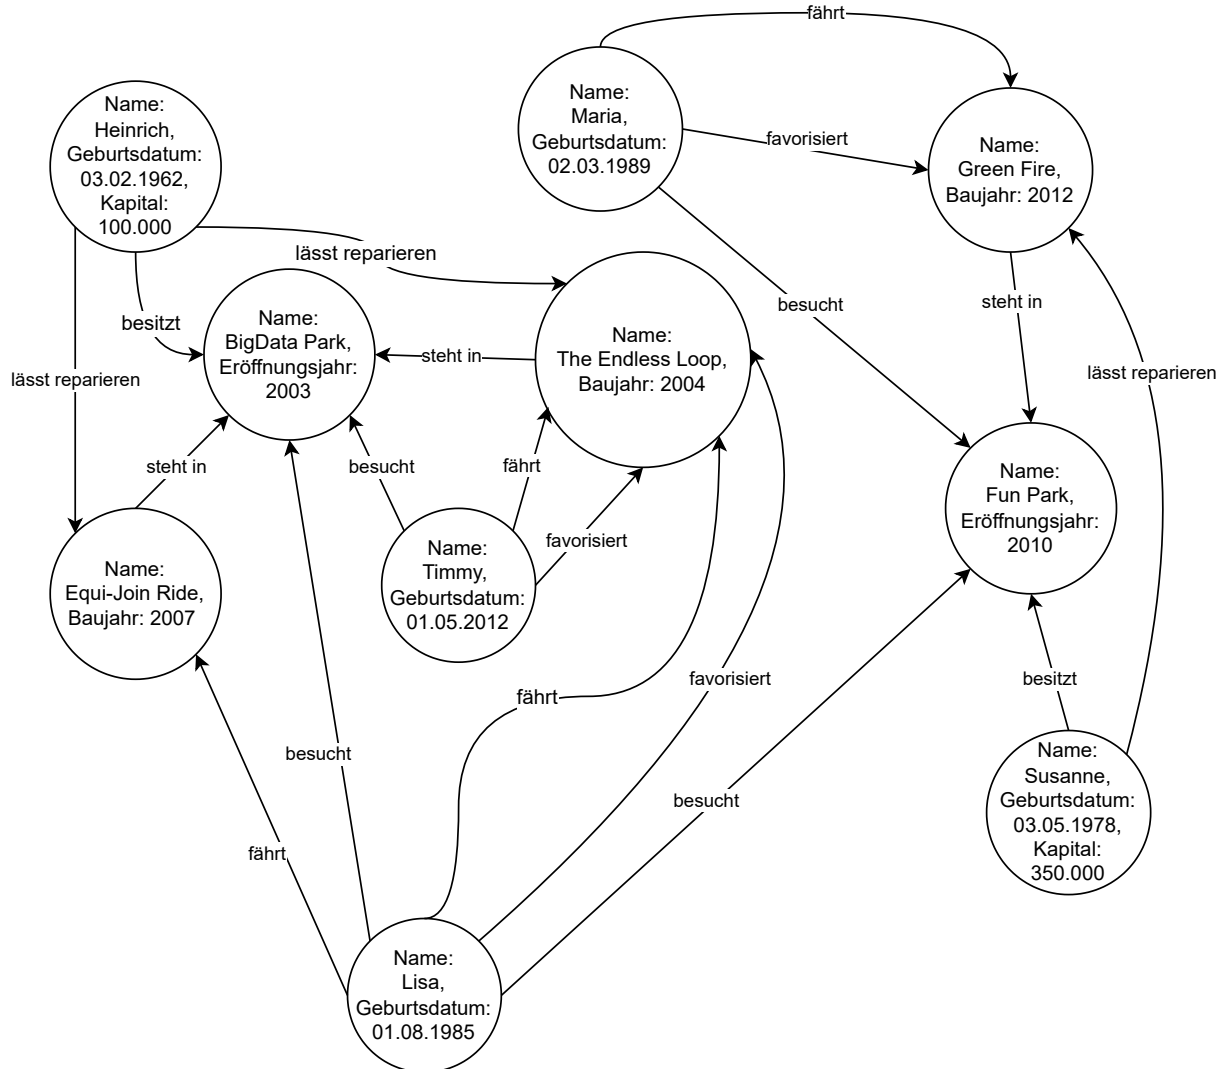 fährt
Name:
Maria,
Geburtsdatum:
02.03.1989
Name:
Heinrich,
Geburtsdatum:
03.02.1962,
Kapital:
100.000
favorisiert
Name:
Green Fire,
Baujahr: 2012
lässt reparieren
besitzt
besucht
steht in
Name:
BigData Park,
Eröffnungsjahr:
2003
steht in
Name:
The Endless Loop,
Baujahr: 2004
lässt reparieren
lässt reparieren
steht in
besucht
fährt
Name:
Fun Park,
Eröffnungsjahr:
2010
favorisiert
Name:
Equi-Join Ride,
Baujahr: 2007
Name:
Timmy,
Geburtsdatum:
01.05.2012
fährt
favorisiert
besitzt
besucht
besucht
Name:
Susanne,
Geburtsdatum:
03.05.1978,
Kapital:
350.000
fährt
Name:
Lisa,
Geburtsdatum:
01.08.1985